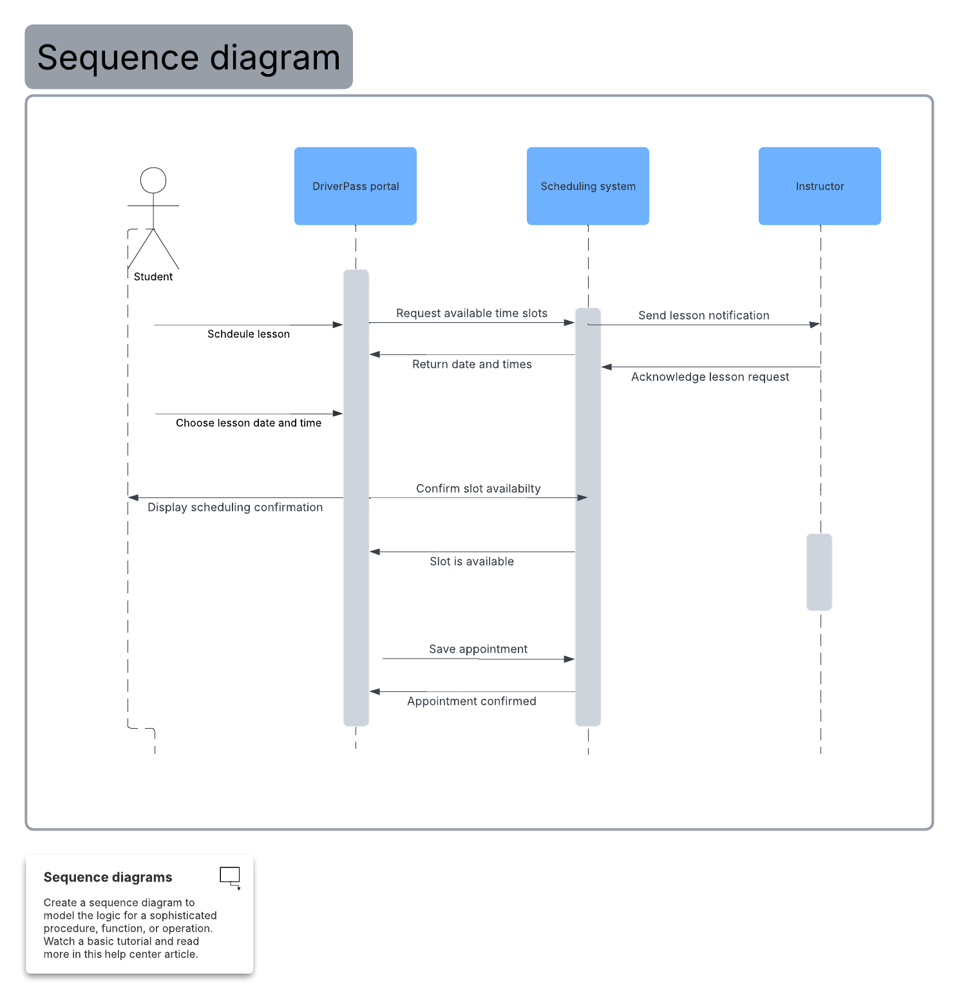 Sequence diagram
DriverPass portal
Scheduling system
Instructor
Student
Request available time slots
Send lesson notification
Schdeule lesson
Return date and times
Acknowledge lesson request
Choose lesson date and time
Confirm slot availabilty
Display scheduling confirmation
Slot is available
Save appointment
Appointment confirmed
Sequence diagrams
Create a sequence diagram to
model the logic for a sophisticated
procedure, function, or operation.
Watch a basic tutorial and read
more in this help center article.